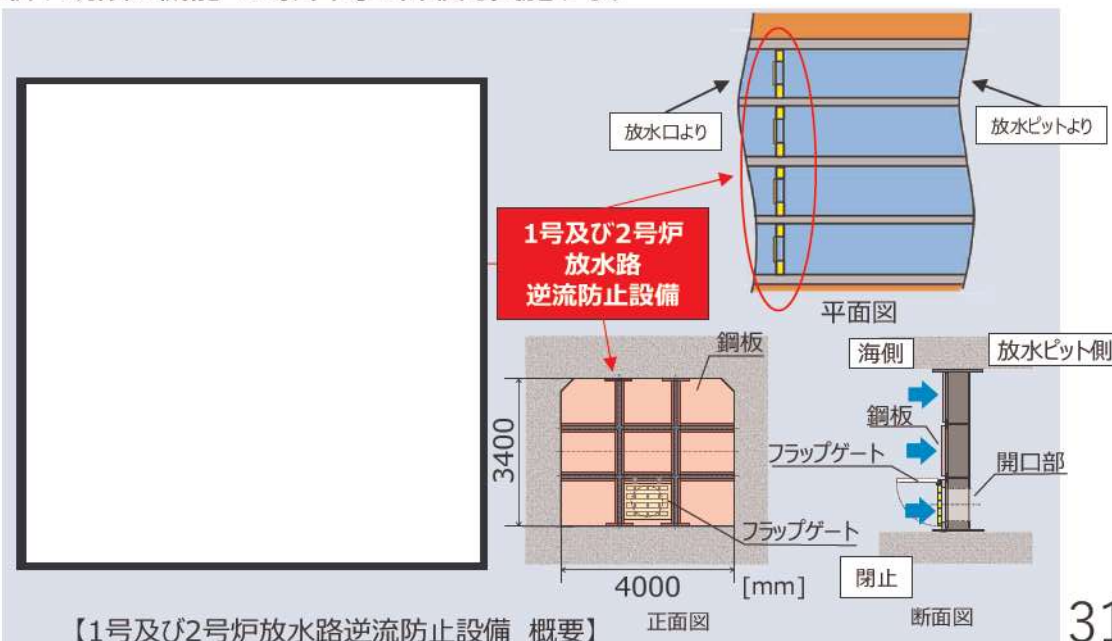 放水口より
放水ピットより
1号及び2号炉
放水路
逆流防止設備
平面図
鋼板
海側
放水ピット側
3400
鋼板
フラップゲート
開口部
フラップゲート
4000
[mm]
閉止
正面図
断面図
【1号及び2号炉放水路逆流防止設備 概要】
31